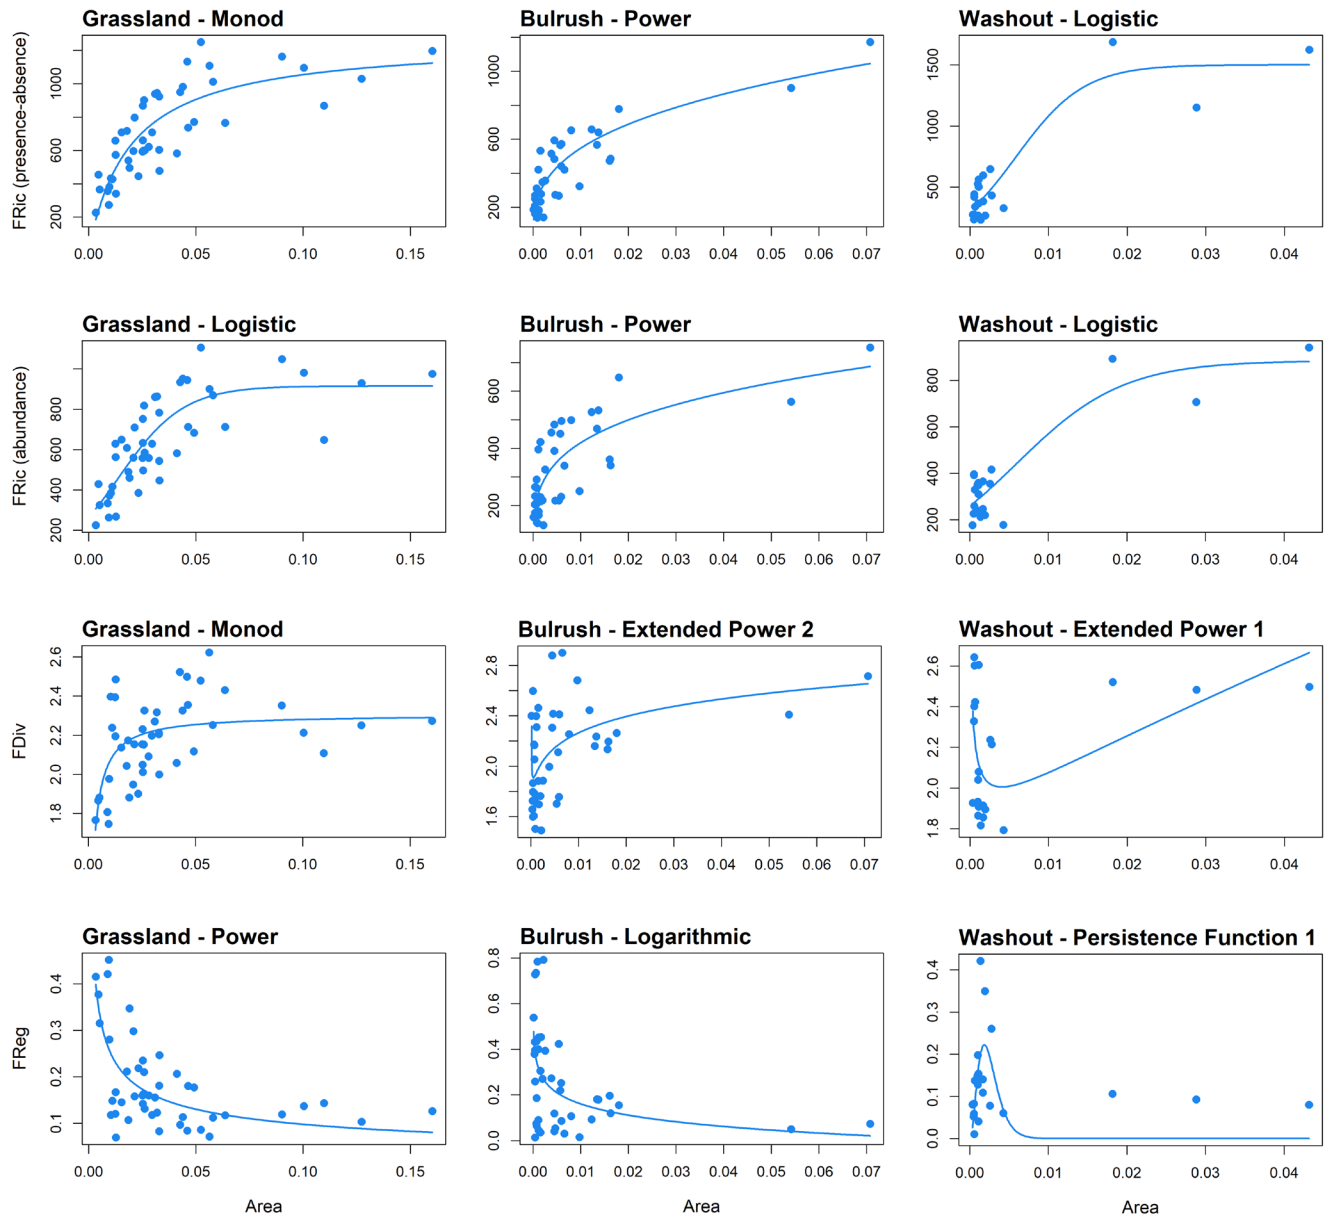 Grassland - Monod
Bulrush - Power
Washout - Logistic
FRic (presence-absence)
200 600 1000
0.00 0.05 0.10 0.15
200 600 1000
0.00 0.01 0.02 0.03 0.04 0.05 0.06 0.07
500 1000 1500
0.00 0.01 0.02 0.03 0.04
Grassland - Logistic
Bulrush - Power
Washout - Logistic
FRic (abundance)
200 400 600 800
0.00 0.05 0.10 0.15
200 400 600
0.00 0.01 0.02 0.03 0.04 0.05 0.06 0.07
200 400 600 800
0.00 0.01 0.02 0.03 0.04
Grassland - Monod
Bulrush - Extended Power 2
Washout - Extended Power 1
FDiv
1.8 2.0 2.2 2.4 2.6
0.00 0.05 0.10 0.15
1.6 2.0 2.4 2.8
0.00 0.01 0.02 0.03 0.04 0.05 0.06 0.07
1.8 2.0 2.2 2.4 2.6
0.00 0.01 0.02 0.03 0.04
Grassland - Power
Bulrush - Logarithmic
Washout - Persistence Function 1
FReg
0.1 0.2 0.3 0.4
0.00 0.05 0.10 0.15
0.0 0.2 0.4 0.6 0.8
0.00 0.01 0.02 0.03 0.04 0.05 0.06 0.07
0.0 0.1 0.2 0.3 0.4
0.00 0.01 0.02 0.03 0.04
Area
Area
Area